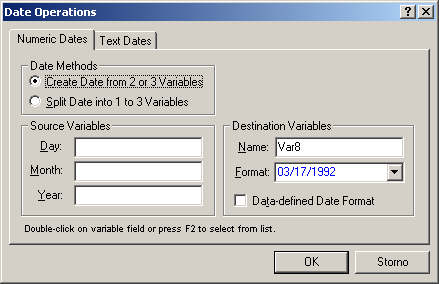 Date Operations
Numeric Dates Text Dates
Date Methods
Create Date from 2 or 3 Variables
Split Date into 1 to 3 Variables
Source Variables
Day:
Month:
Year:
Destination Variables
Name: Var8
Format: 03/17/1992
Data-defined Date Format
Double-click on variable field or press F2 to select from list.
OK Storno